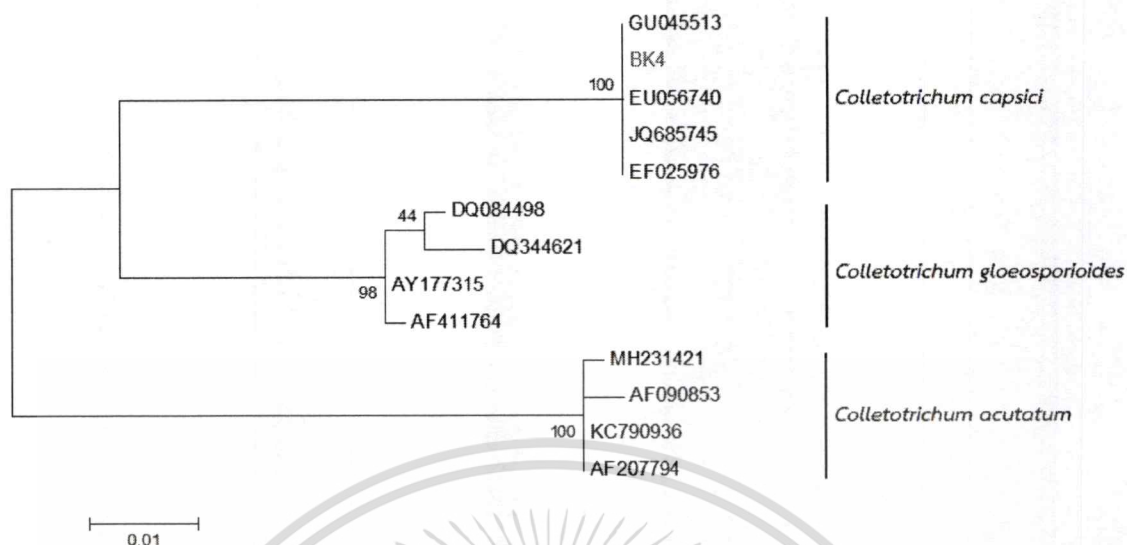 GU045513
BK4
100
EU056740
Colletotrichum capsici
JQ685745
EF025976
44
DQ084498
DQ344621
Colletotrichum gloeosporioides
AY177315
98
AF411764
MH231421
AF090853
Colletotrichum acutatum
100
KC790936
AF207794
0.01